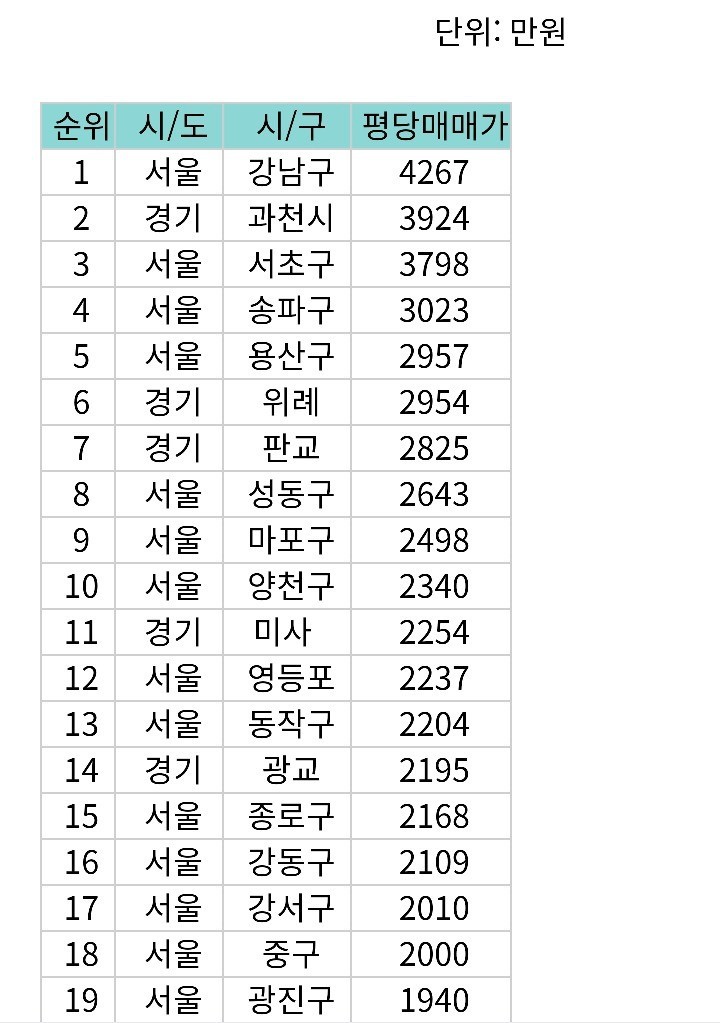 단위: 만원
순위 시/도 시/구 평당매매가
1 서울 강남구 4267
2 경기 과천시 3924
3 서울 서초구 3798
4 서울 송파구 3023
5 서울 용산구 2957
6 경기 위례 2954
7 경기 판교 2825
8 서울 성동구 2643
9 서울 마포구 2498
10 서울 양천구 2340
11 경기 미사 2254
12 서울 영등포 2237
13 서울 동작구 2204
14 경기 광교 2195
15 서울 종로구 2168
16 서울 강동구 2109
17 서울 강서구 2010
18 서울 중구 2000
19 서울 광진구 1940